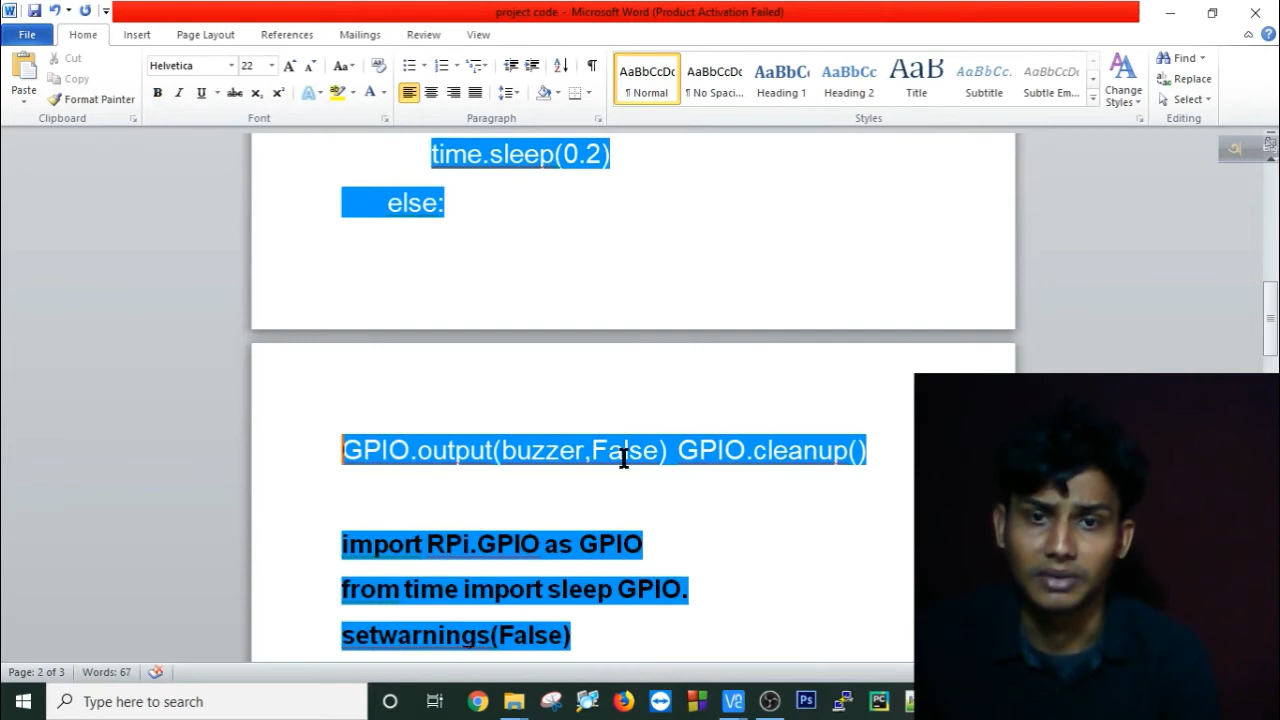 project code - Microsoft Word (Product Activation Failed)
File Home Insert Page Layout References Mailings Review View
Paste
Cut
Copy
Format Painter
Clipboard
Helvetica 22
Font
Paragraph
AaBbCcDc AaBbCcDc AaBbCc AaBbCc AaB AaBbCcDc AaBbCcDc
¶ Normal ¶ No Spaci... Heading 1 Heading 2 Title Subtitle Subtle Em...
Change Styles
Styles
Find
Replace
Select
Editing
time.sleep(0.2)
else:
GPIO.output(buzzer,False) GPIO.cleanup()
import RPi.GPIO as GPIO
from time import sleep GPIO.
setwarnings(False)
Page: 2 of 3 Words: 67
Type here to search